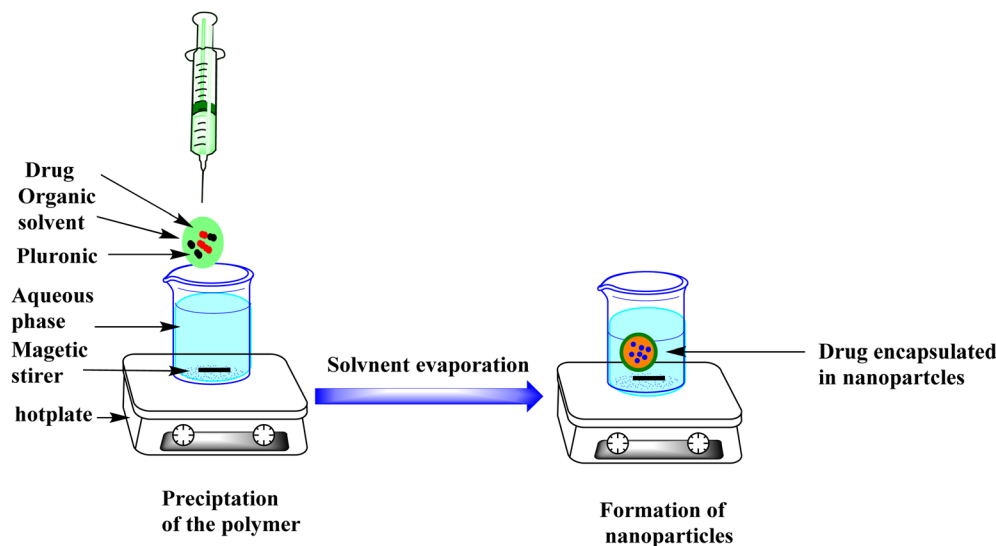 Drug
Organic
solvent
Pluronic
Aqueous
phase
Magetic
stirer
hotplate
Solvnent evaporation
Drug encapsulated
in nanopartcles
Preciptation
of the polymer
Formation of
nanoparticles